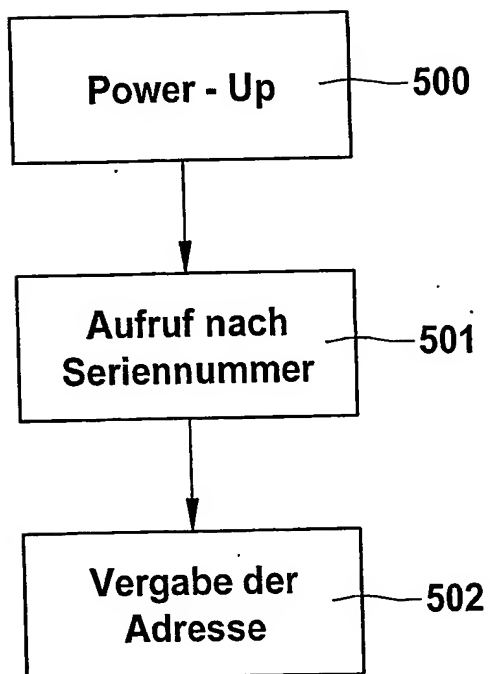 Power - Up
500
Aufruf nach
Seriennummer
501
Vergabe der
Adresse
502